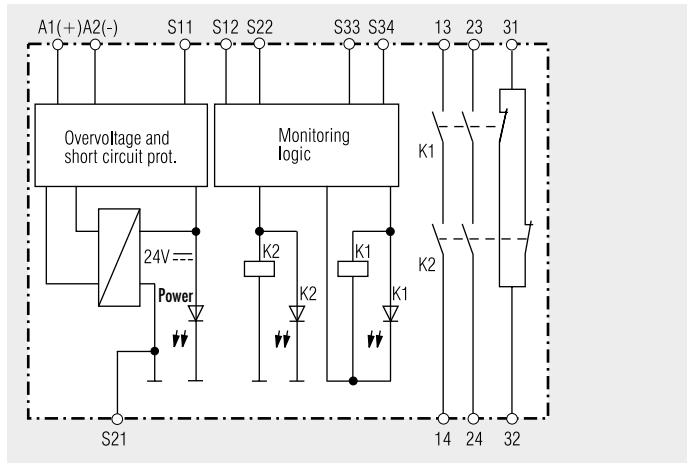 A1(+) A2(-) S11 S12 S22 S33 S34 13 23 31
Overvoltage and
short circuit prot.
Monitoring
logic
K1
24V
K2
K1
K2
Power
K2
K1
S21
14 24 32